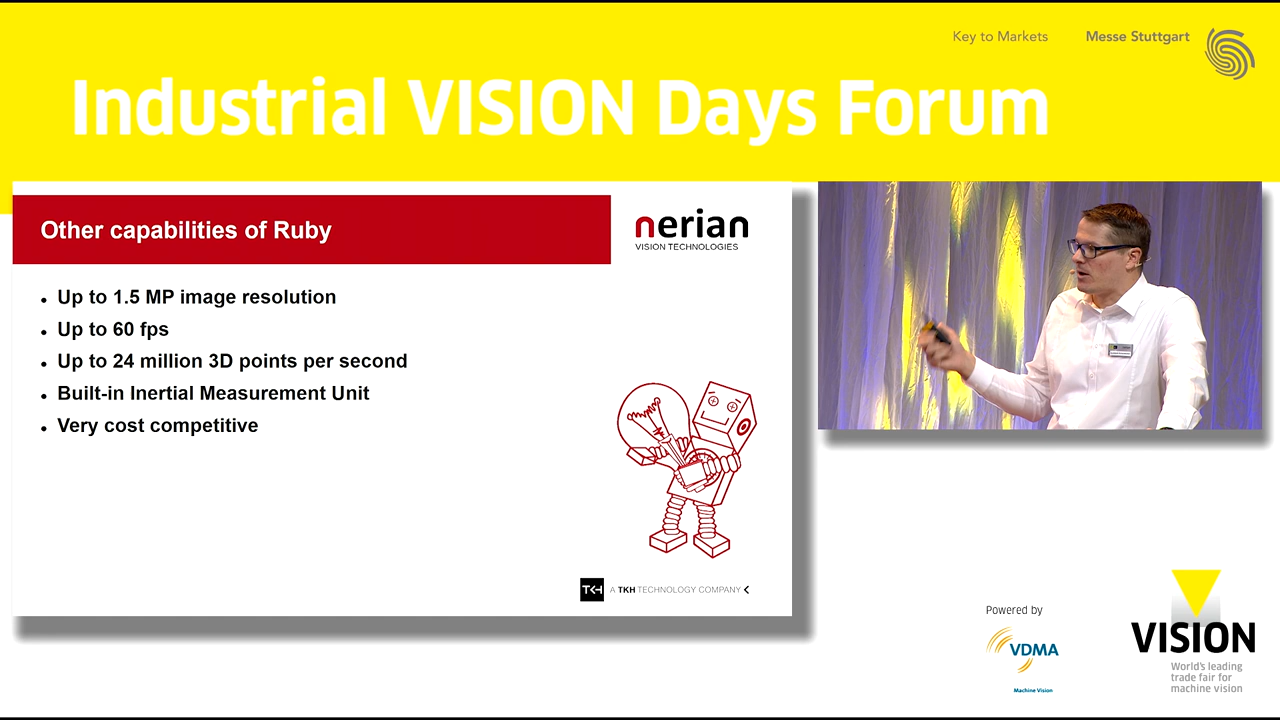 Key to Markets
Messe Stuttgart
Industrial VISION Days Forum
Other capabilities of Ruby
nerian
VISION TECHNOLOGIES
• Up to 1.5 MP image resolution
• Up to 60 fps
• Up to 24 million 3D points per second
• Built-in Inertial Measurement Unit
• Very cost competitive
TKH
A TKH TECHNOLOGY COMPANY
Powered by
VDMA
Machine Vision
VISION
World's leading
trade fair for
machine vision